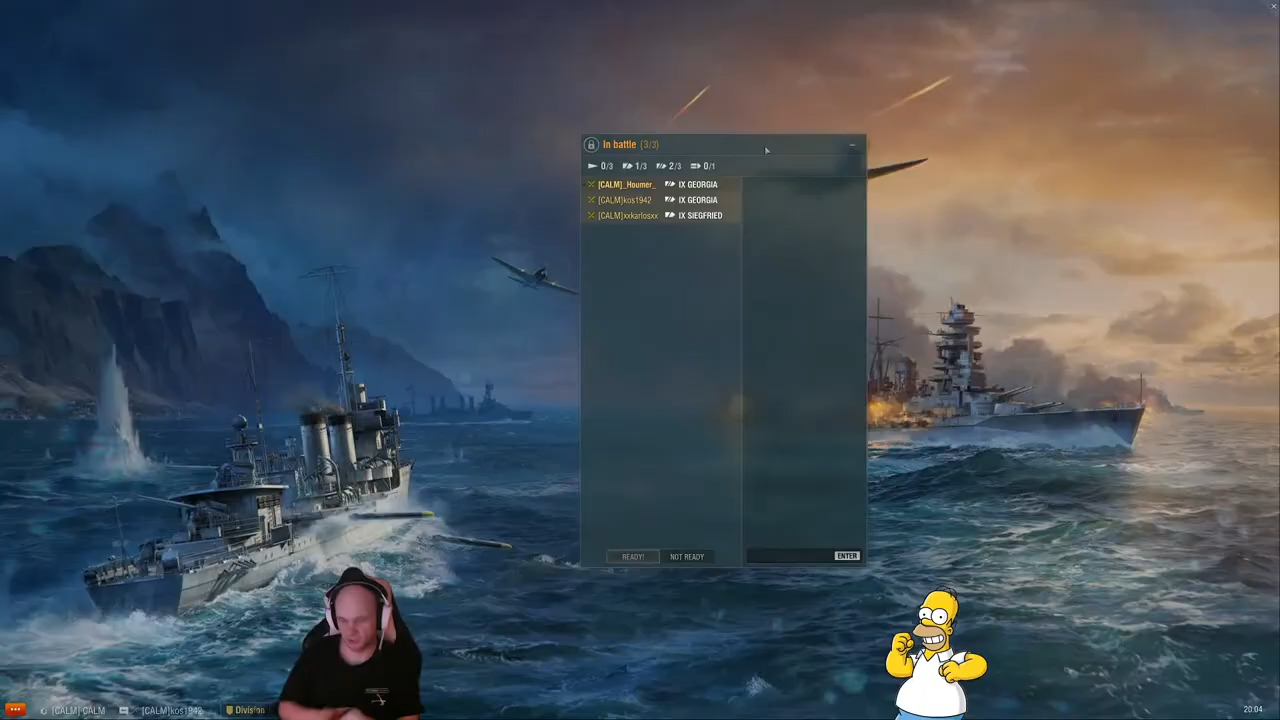 In battle (3/3)
0/3 1/3 2/3 0/1
[CALM]_Houmer_ IX GEORGIA
[CALM]kos1942 IX GEORGIA
[CALM]xxkarlosxx IX SIEGFRIED
READY! NOT READY ENTER
[CALM] CALM [CALM]kos1942 Division 20:04